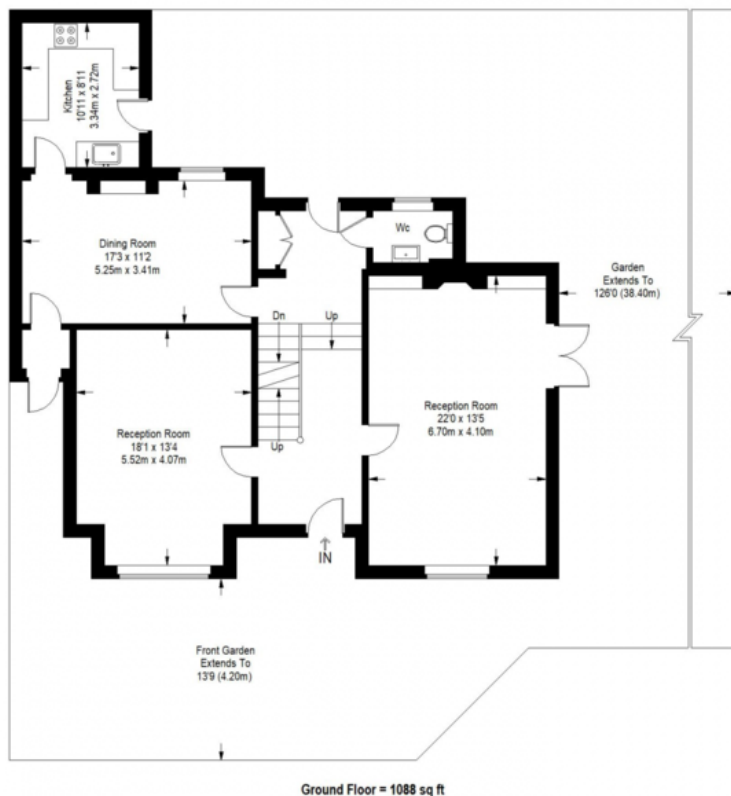 Kitchen
10'11 x 8'11
3.34m x 2.72m
Wc
Dining Room
17'3 x 11'2
5.25m x 3.41m
Garden
Extends To
126'0 (38.40m)
Dn
Up
Reception Room
22'0 x 13'5
6.70m x 4.10m
Reception Room
18'1 x 13'4
5.52m x 4.07m
Up
IN
Front Garden
Extends To
13'9 (4.20m)
Ground Floor = 1088 sq ft